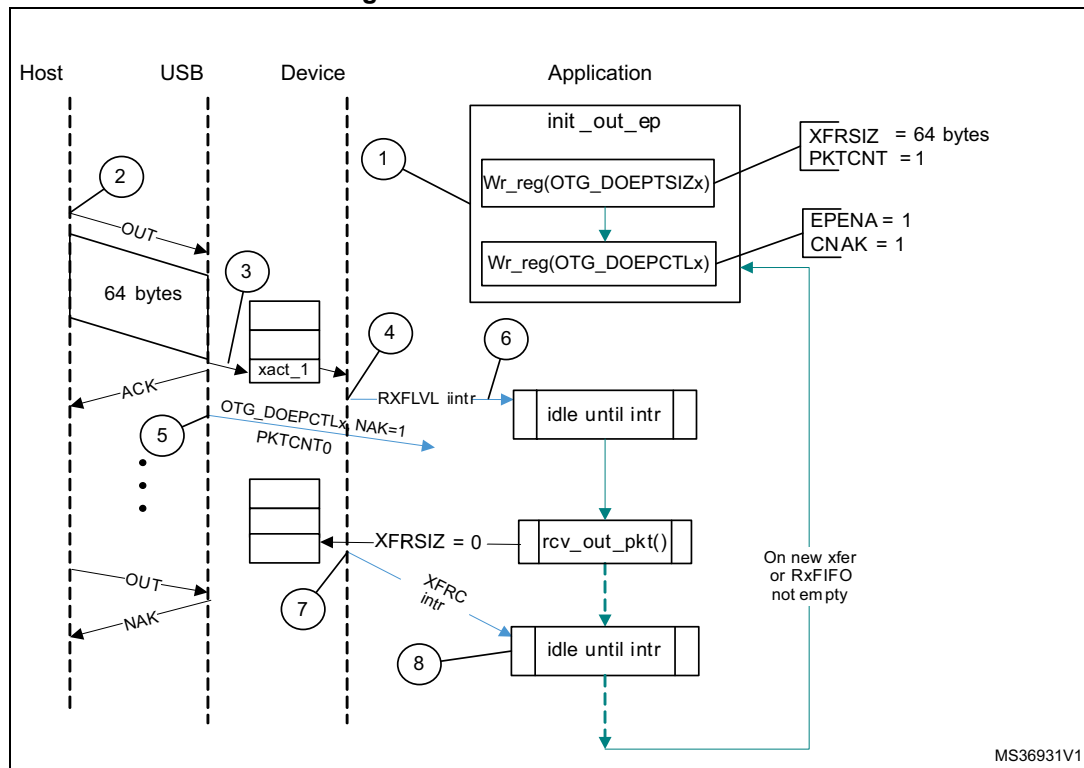 Host USB Device Application
init_out_ep
XFRSIZ = 64 bytes
PKTCNT = 1
1
Wr_reg(OTG_DOEPTSIZx)
2
EPENA = 1
CNAK = 1
OUT
Wr_reg(OTG_DOEPCTLx)
3
64 bytes
4
6
xact_1
ACK
RXFLVL iintr
idle until intr
OTG_DOEPCTLx, NAK=1
PKTCNT0
5
XFRSIZ = 0
rcv_out_pkt()
On new xfer
or RxFIFO
not empty
OUT
7
XFRC
intr
NAK
idle until intr
8
MS36931V1